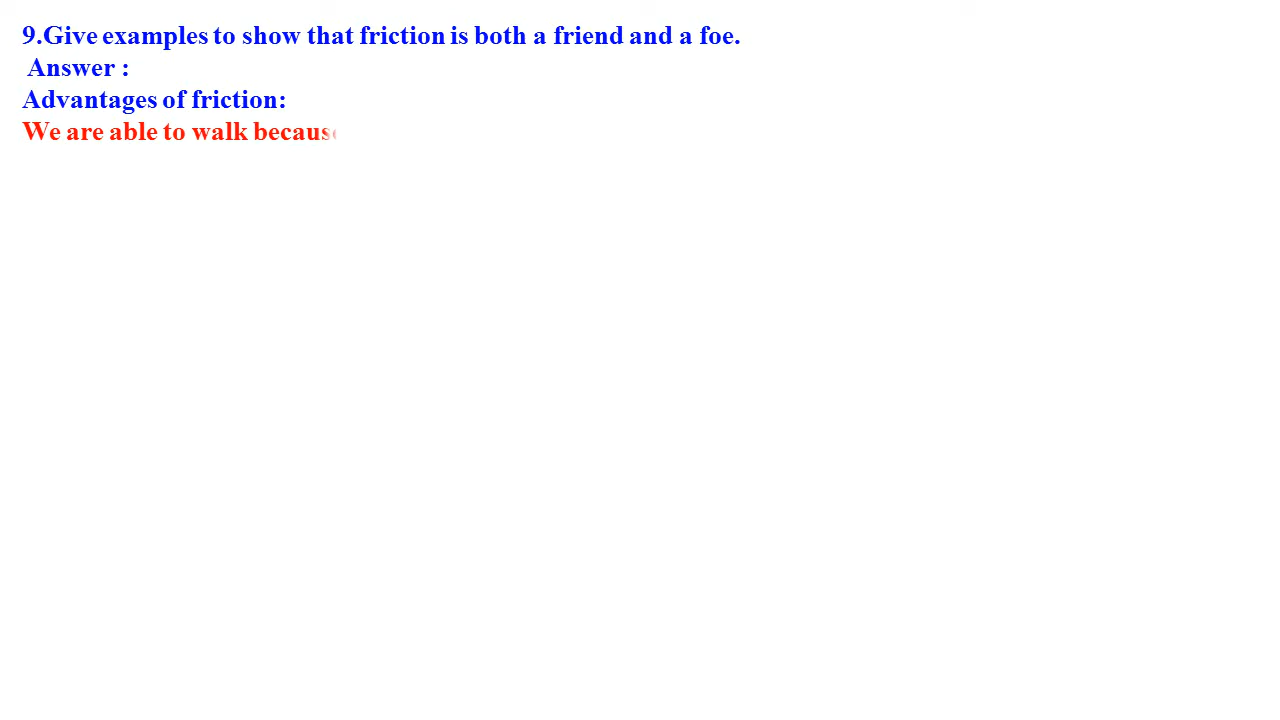 9.Give examples to show that friction is both a friend and a foe.
Answer :
Advantages of friction:
We are able to walk because